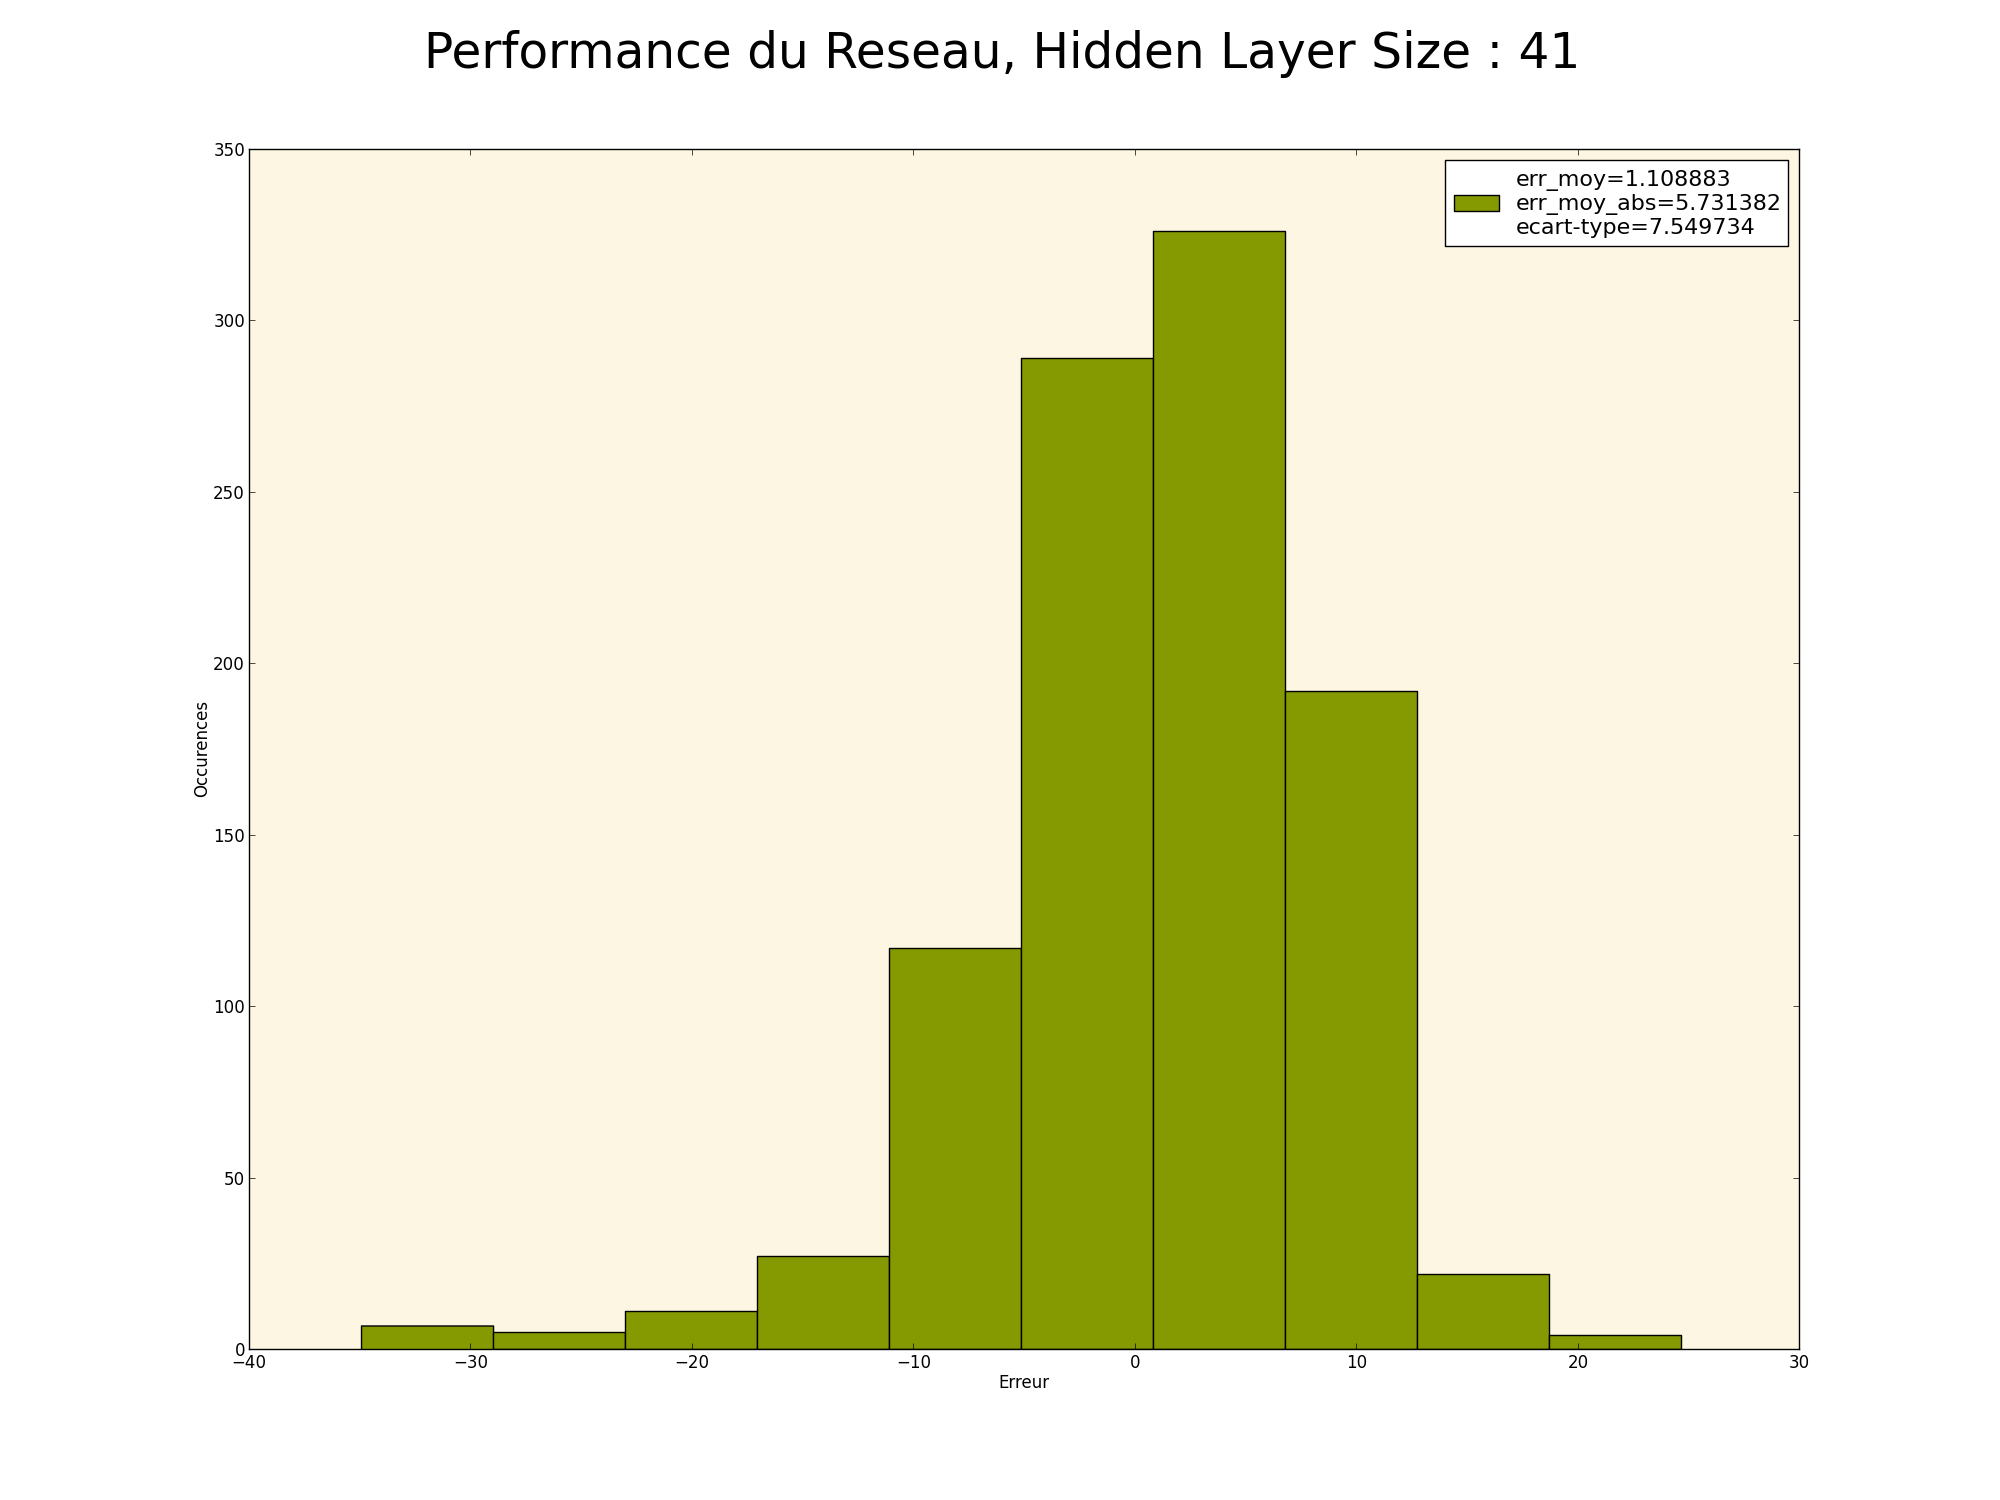 Performance du Reseau, Hidden Layer Size : 41
err_moy=1.108883
err_moy_abs=5.731382
ecart-type=7.549734
350
300
250
200
150
100
50
0
Occurences
−40 −30 −20 −10 0 10 20 30
Erreur